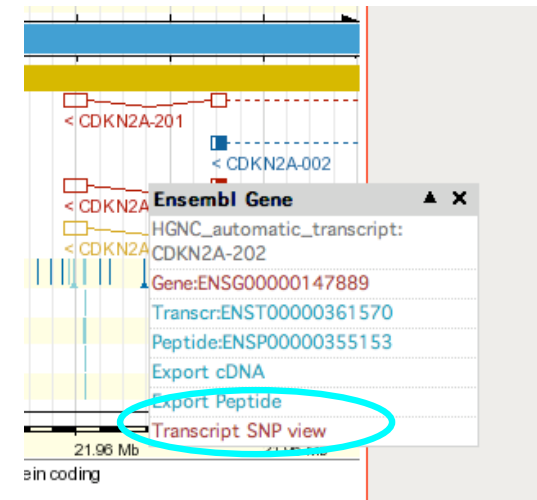 < CDKN2A-201
< CDKN2A-002
< CDKN2A
Ensembl Gene
HGNC_automatic_transcript:
< CDKN2A
CDKN2A-202
Gene:ENSG00000147889
Transcr:ENST00000361570
Peptide:ENSP00000355153
Export cDNA
Export Peptide
Transcript SNP view
21.96 Mb
ein coding